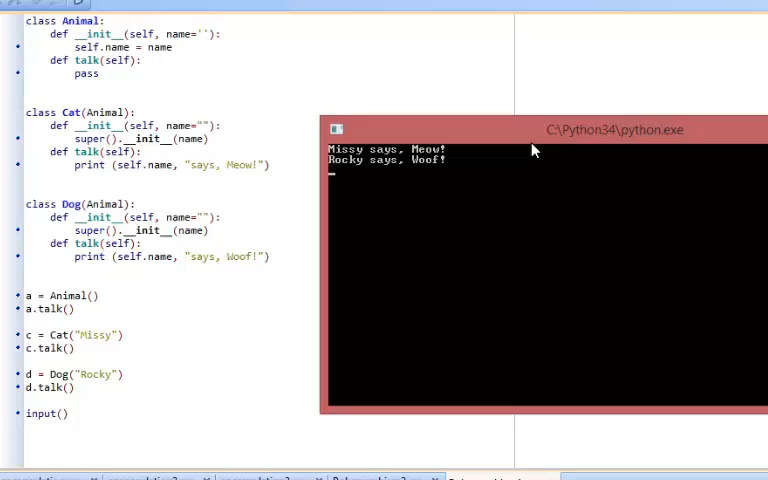 class Animal:
def __init__(self, name=''):
self.name = name
def talk(self):
pass
class Cat(Animal):
def __init__(self, name=""):
super().__init__(name)
def talk(self):
print (self.name, "says, Meow!")
class Dog(Animal):
def __init__(self, name=""):
super().__init__(name)
def talk(self):
print (self.name, "says, Woof!")
a = Animal()
a.talk()
c = Cat("Missy")
c.talk()
d = Dog("Rocky")
d.talk()
input()
C:\Python34\python.exe
Missy says, Meow!
Rocky says, Woof!